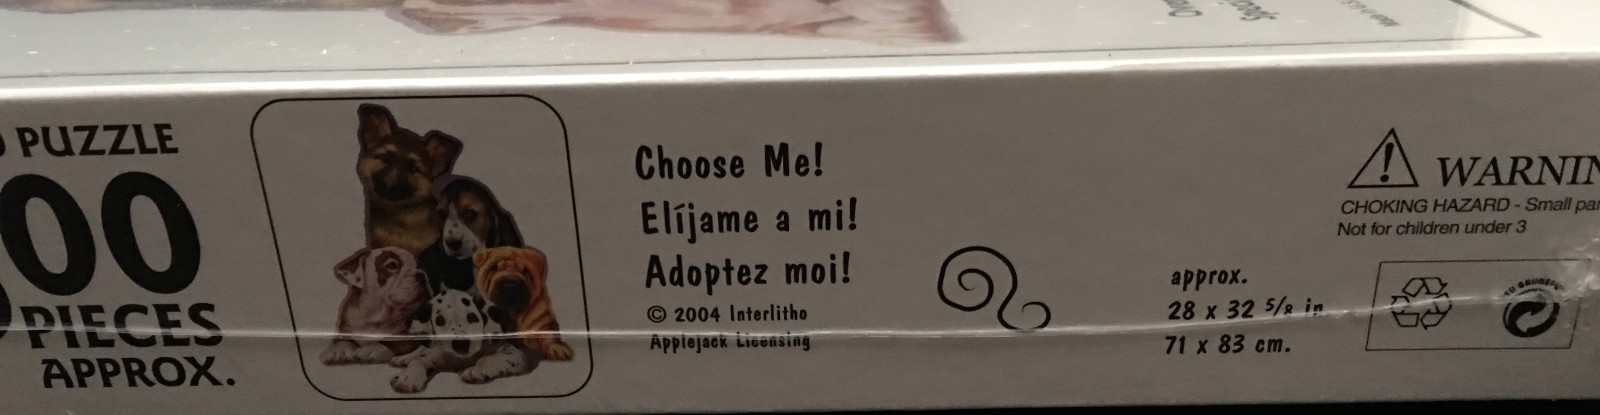 PUZZLE
00
PIECES
APPROX.
Choose Me!
Elíjame a mi!
Adoptez moi!
© 2004 Interlitho
Applejack Licensing
approx.
28 x 32 5/8 in
71 x 83 cm.
WARNIN
CHOKING HAZARD - Small par
Not for children under 3